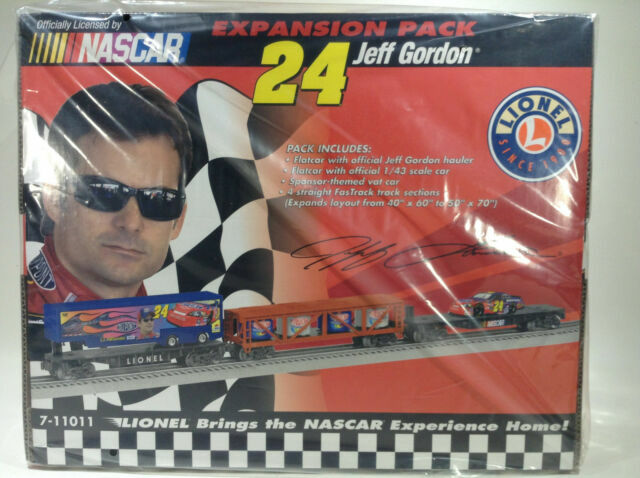 Officially Licensed by
NASCAR
EXPANSION PACK
24 Jeff Gordon®
LIONEL
L
SINCE 1900
PACK INCLUDES:
• Flatcar with official Jeff Gordon hauler
• Flatcar with official 1/43 scale car
• Sponsor-themed vat car
• 4 straight FasTrack track sections
(Expands layout from 40" x 60" to 50" x 70")
DUPONT
24
LIONEL
24
NASCAR
7-11011
LIONEL Brings the NASCAR Experience Home!